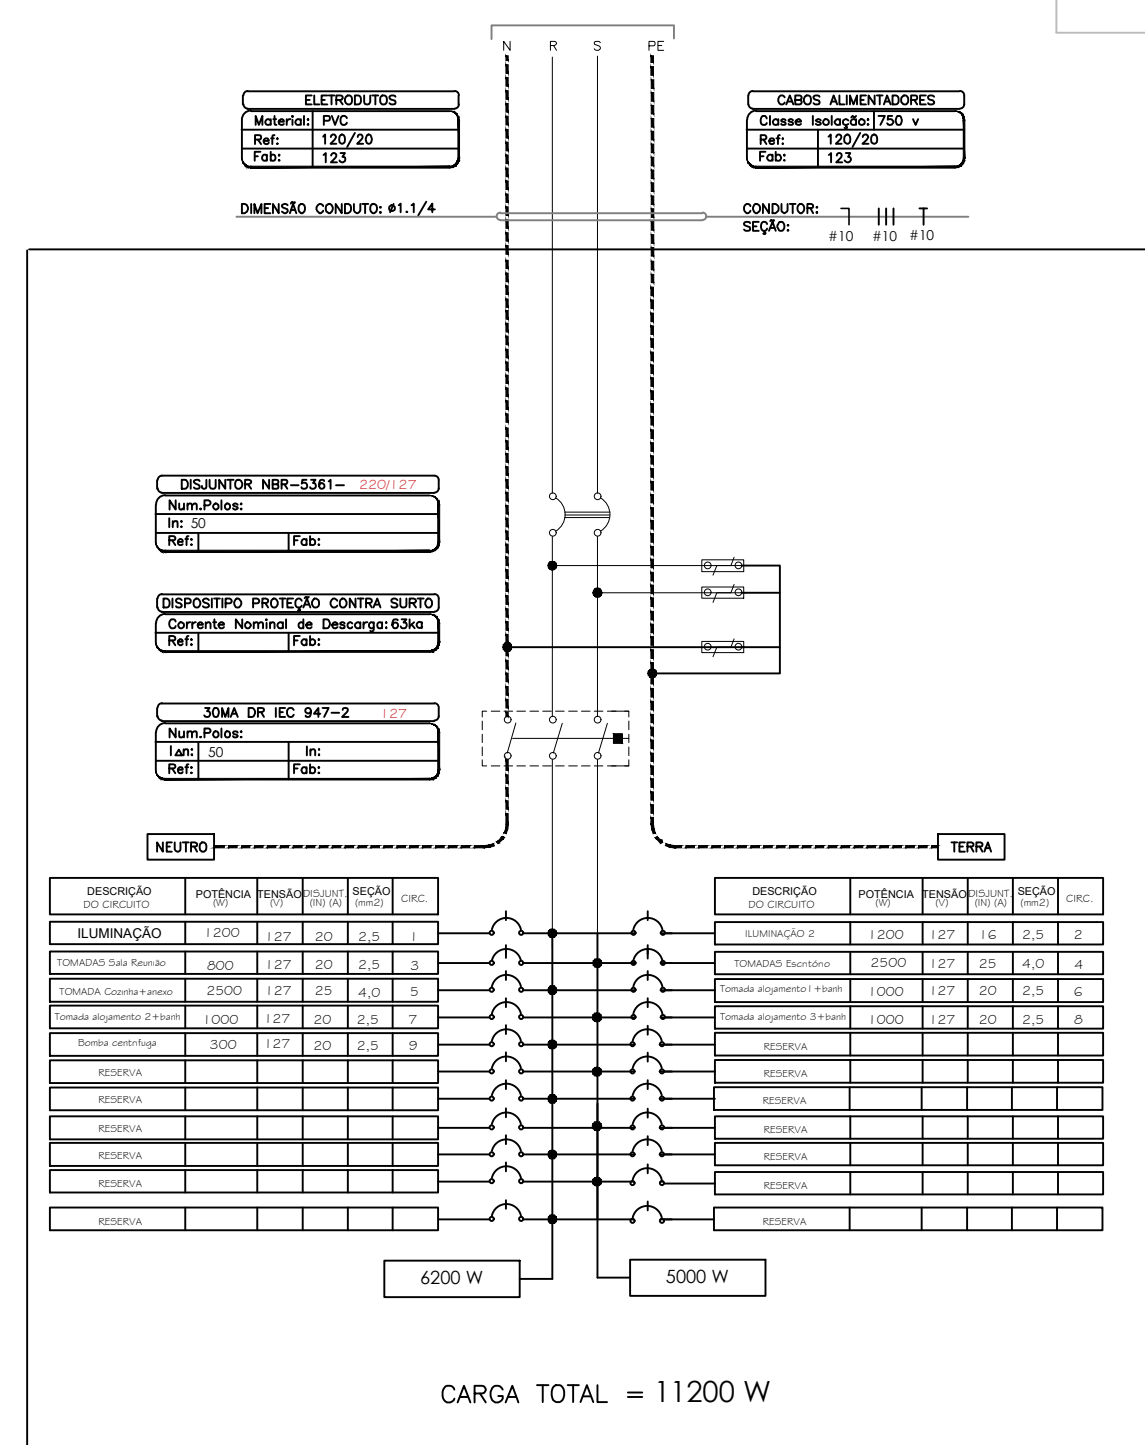 N R S PE
ELETRODUTOS
Material: PVC
Ref: 120/20
Fab: 123
CABOS ALIMENTADORES
Classe Isolação: 750 v
Ref: 120/20
Fab: 123
DIMENSÃO CONDUTO: ø1.1/4
CONDUTOR:
SEÇÃO: #10 #10 #10
DISJUNTOR NBR-5361- 220/127
Num.Polos:
In: 50
Ref: Fab:
DISPOSITIPO PROTEÇÃO CONTRA SURTO
Corrente Nominal de Descarga: 63ka
Ref: Fab:
30MA DR IEC 947-2 127
Num.Polos:
IΔn: 50 In:
Ref: Fab:
NEUTRO
TERRA
DESCRIÇÃO DO CIRCUITO POTÊNCIA (W) TENSÃO (V) DISJUNT. (IN) (A) SEÇÃO (mm2) CIRC.
ILUMINAÇÃO 1200 127 20 2,5 1
TOMADAS Sala Reunião 800 127 20 2,5 3
TOMADA Cozinha+anexo 2500 127 25 4,0 5
Tomada alojamento 2+banh 1000 127 20 2,5 7
Bomba centrifuga 300 127 20 2,5 9
RESERVA
RESERVA
RESERVA
RESERVA
RESERVA
RESERVA
DESCRIÇÃO DO CIRCUITO POTÊNCIA (W) TENSÃO (V) DISJUNT. (IN) (A) SEÇÃO (mm2) CIRC.
ILUMINAÇÃO 2 1200 127 16 2,5 2
TOMADAS Escritório 2500 127 25 4,0 4
Tomada alojamento1+banh 1000 127 20 2,5 6
Tomada alojamento 3+banh 1000 127 20 2,5 8
RESERVA
RESERVA
RESERVA
RESERVA
RESERVA
RESERVA
RESERVA
6200 W
5000 W
CARGA TOTAL = 11200 W